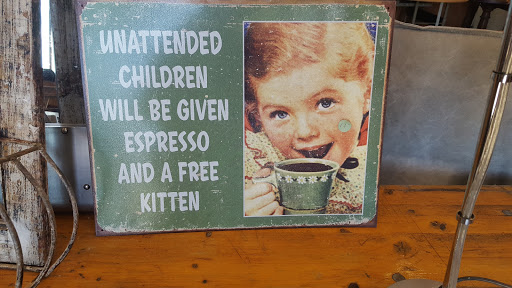 UNATTENDED
CHILDREN
WILL BE GIVEN
ESPRESSO
AND A FREE
KITTEN